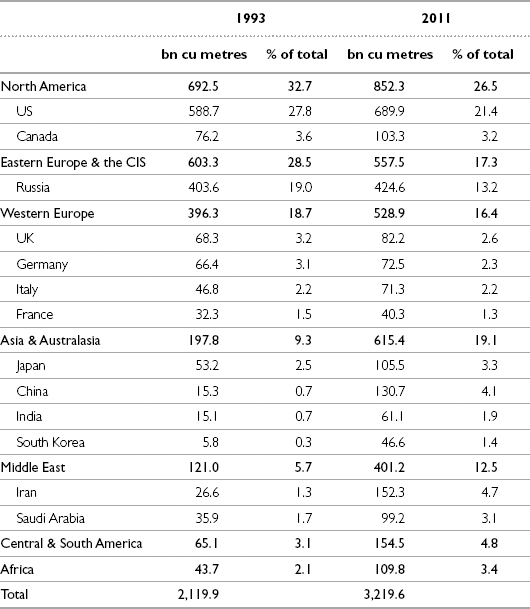 1993 2011
bn cu metres % of total bn cu metres % of total
North America 692.5 32.7 852.3 26.5
US 588.7 27.8 689.9 21.4
Canada 76.2 3.6 103.3 3.2
Eastern Europe & the CIS 603.3 28.5 557.5 17.3
Russia 403.6 19.0 424.6 13.2
Western Europe 396.3 18.7 528.9 16.4
UK 68.3 3.2 82.2 2.6
Germany 66.4 3.1 72.5 2.3
Italy 46.8 2.2 71.3 2.2
France 32.3 1.5 40.3 1.3
Asia & Australasia 197.8 9.3 615.4 19.1
Japan 53.2 2.5 105.5 3.3
China 15.3 0.7 130.7 4.1
India 15.1 0.7 61.1 1.9
South Korea 5.8 0.3 46.6 1.4
Middle East 121.0 5.7 401.2 12.5
Iran 26.6 1.3 152.3 4.7
Saudi Arabia 35.9 1.7 99.2 3.1
Central & South America 65.1 3.1 154.5 4.8
Africa 43.7 2.1 109.8 3.4
Total 2,119.9 3,219.6